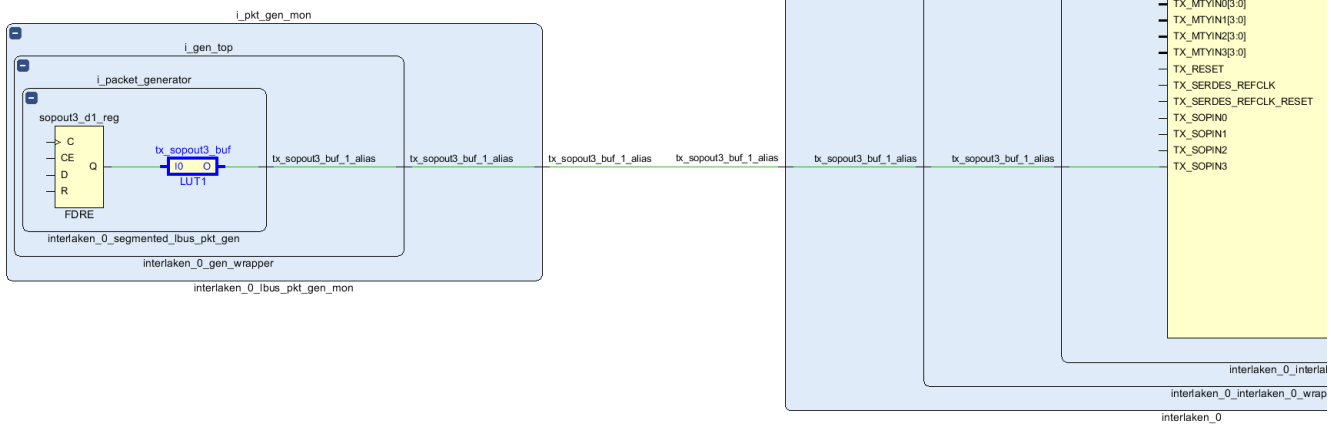 i_pkt_gen_mon
i_gen_top
i_packet_generator
sopout3_d1_reg
C
CE
D
R
Q
FDRE
tx_sopout3_buf
I0 O
LUT1
interlaken_0_segmented_lbus_pkt_gen
interlaken_0_gen_wrapper
interlaken_0_lbus_pkt_gen_mon
tx_sopout3_buf_1_alias
tx_sopout3_buf_1_alias
tx_sopout3_buf_1_alias
tx_sopout3_buf_1_alias
tx_sopout3_buf_1_alias
tx_sopout3_buf_1_alias
TX_MTYIN0[3:0]
TX_MTYIN1[3:0]
TX_MTYIN2[3:0]
TX_MTYIN3[3:0]
TX_RESET
TX_SERDES_REFCLK
TX_SERDES_REFCLK_RESET
TX_SOPIN0
TX_SOPIN1
TX_SOPIN2
TX_SOPIN3
interlaken_0_interlal
interlaken_0_interlaken_0_wrap
interlaken_0